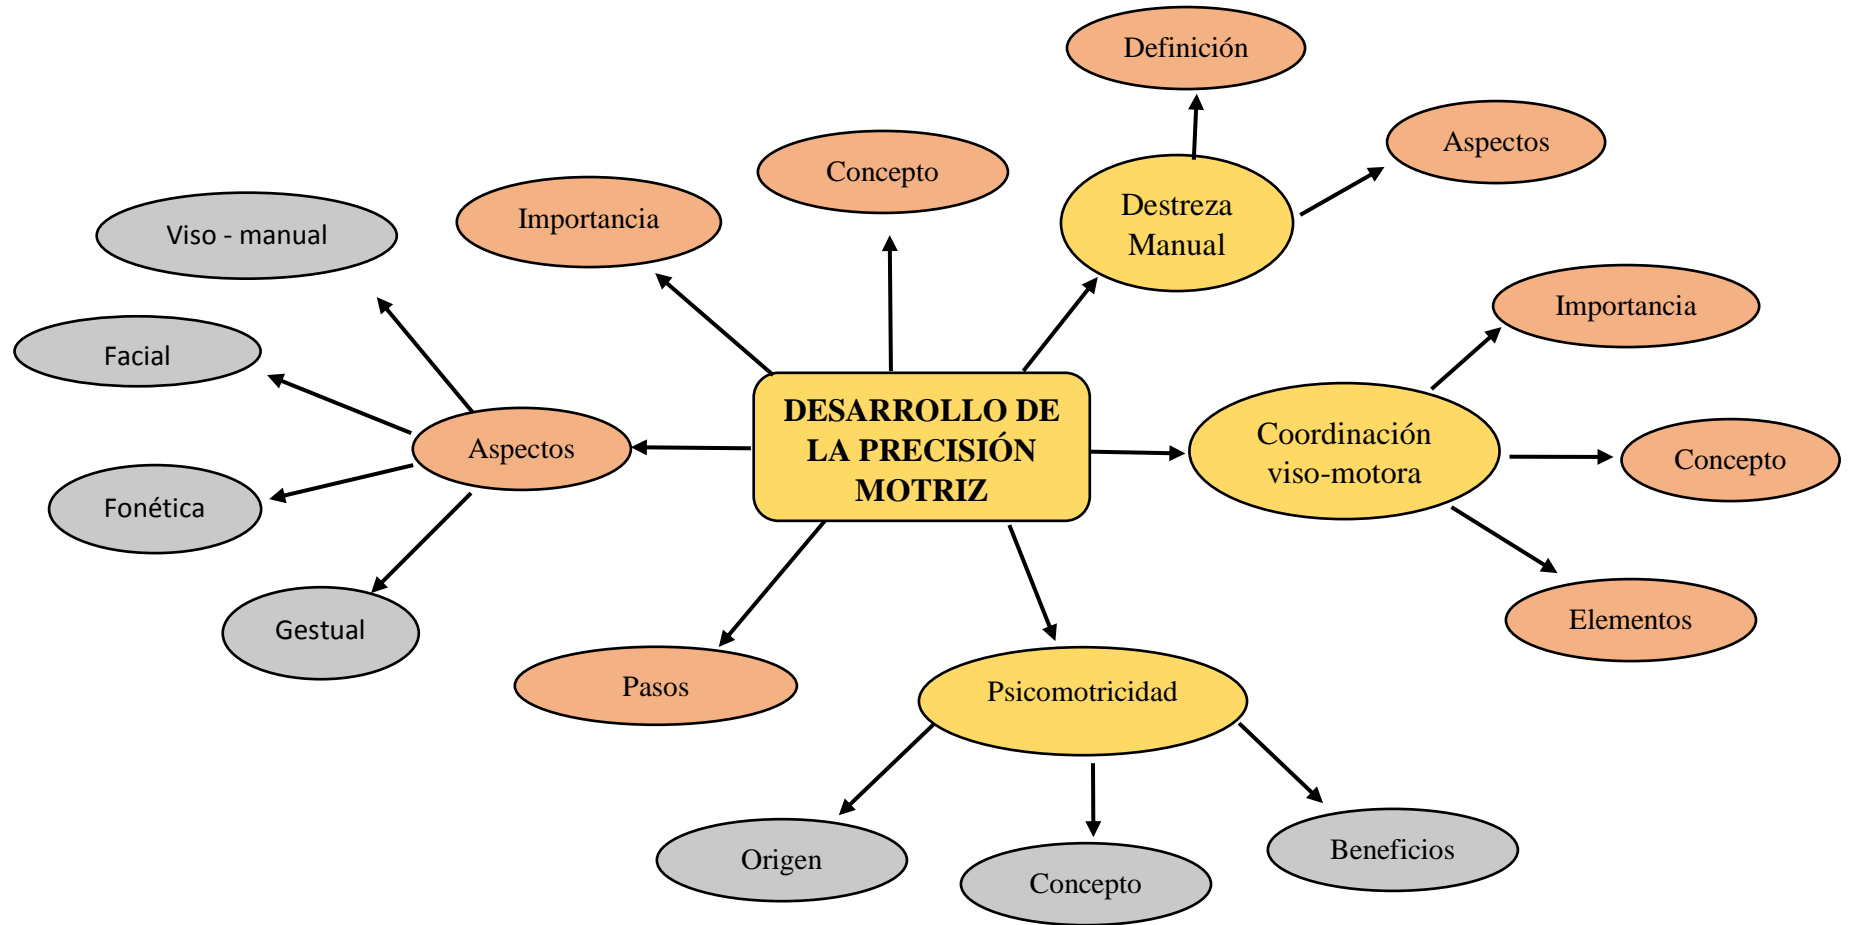 Definición
Aspectos
Concepto
Importancia
Destreza
Manual
Viso - manual
Importancia
Facial
DESARROLLO DE
LA PRECISIÓN
MOTRIZ
Aspectos
Coordinación
viso-motora
Concepto
Fonética
Gestual
Elementos
Pasos
Psicomotricidad
Origen
Concepto
Beneficios